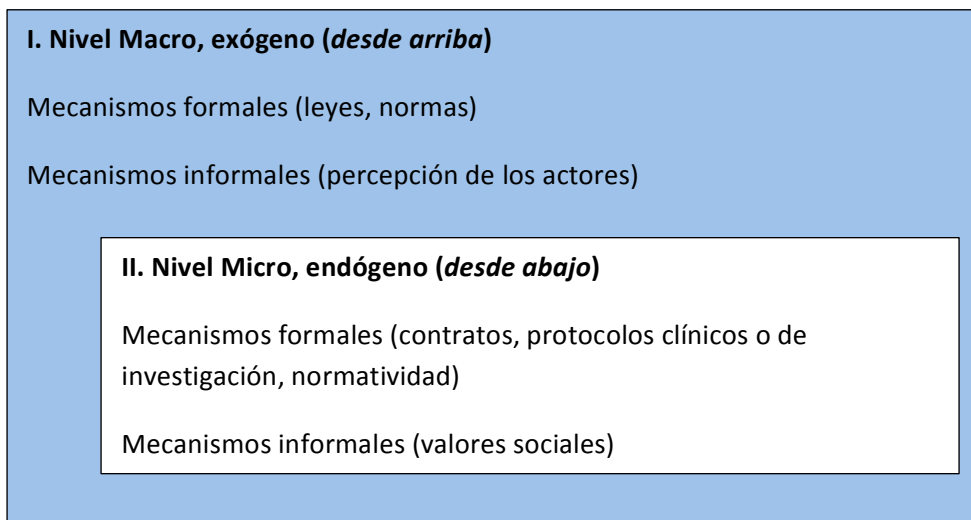 I. Nivel Macro, exógeno (desde arriba)
Mecanismos formales (leyes, normas)
Mecanismos informales (percepción de los actores)
II. Nivel Micro, endógeno (desde abajo)
Mecanismos formales (contratos, protocolos clínicos o de
investigación, normatividad)
Mecanismos informales (valores sociales)